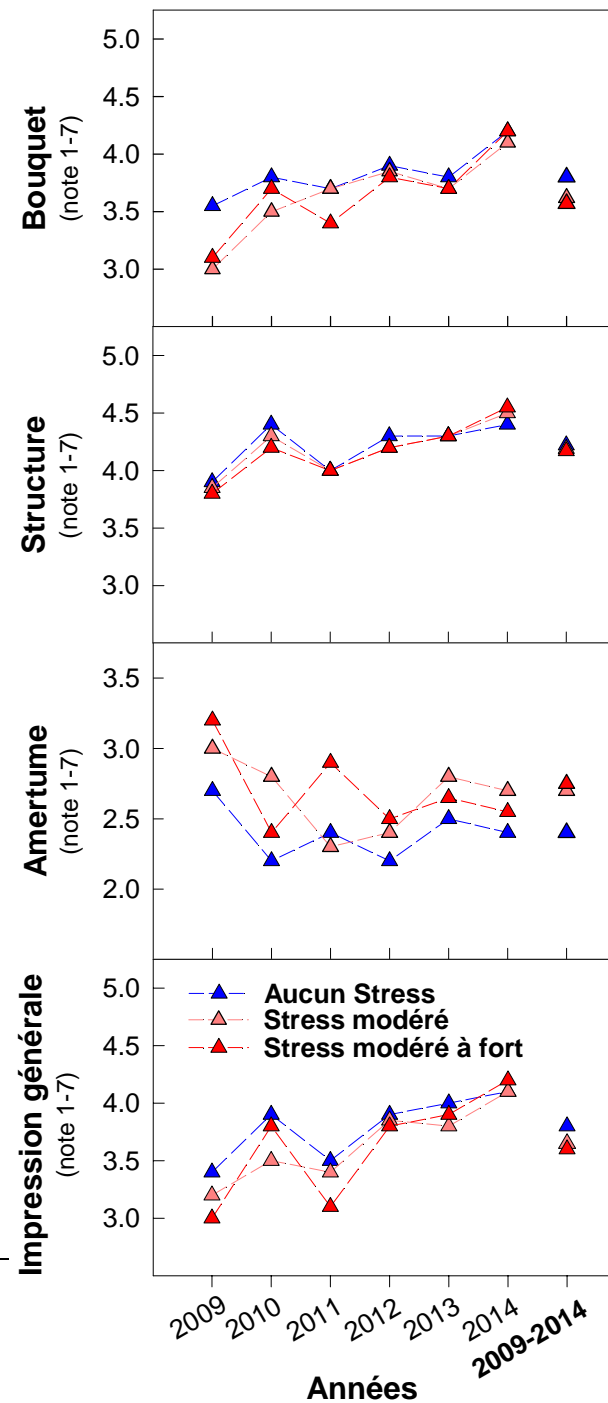 Bouquet
(note 1-7)
5.0
4.5
4.0
3.5
3.0
Structure
(note 1-7)
5.0
4.5
4.0
3.5
3.0
Amertume
(note 1-7)
3.5
3.0
2.5
2.0
Impression générale
(note 1-7)
5.0
4.5
4.0
3.5
3.0
Aucun Stress
Stress modéré
Stress modéré à fort
2009
2010
2011
2012
2013
2014
2009-2014
Années